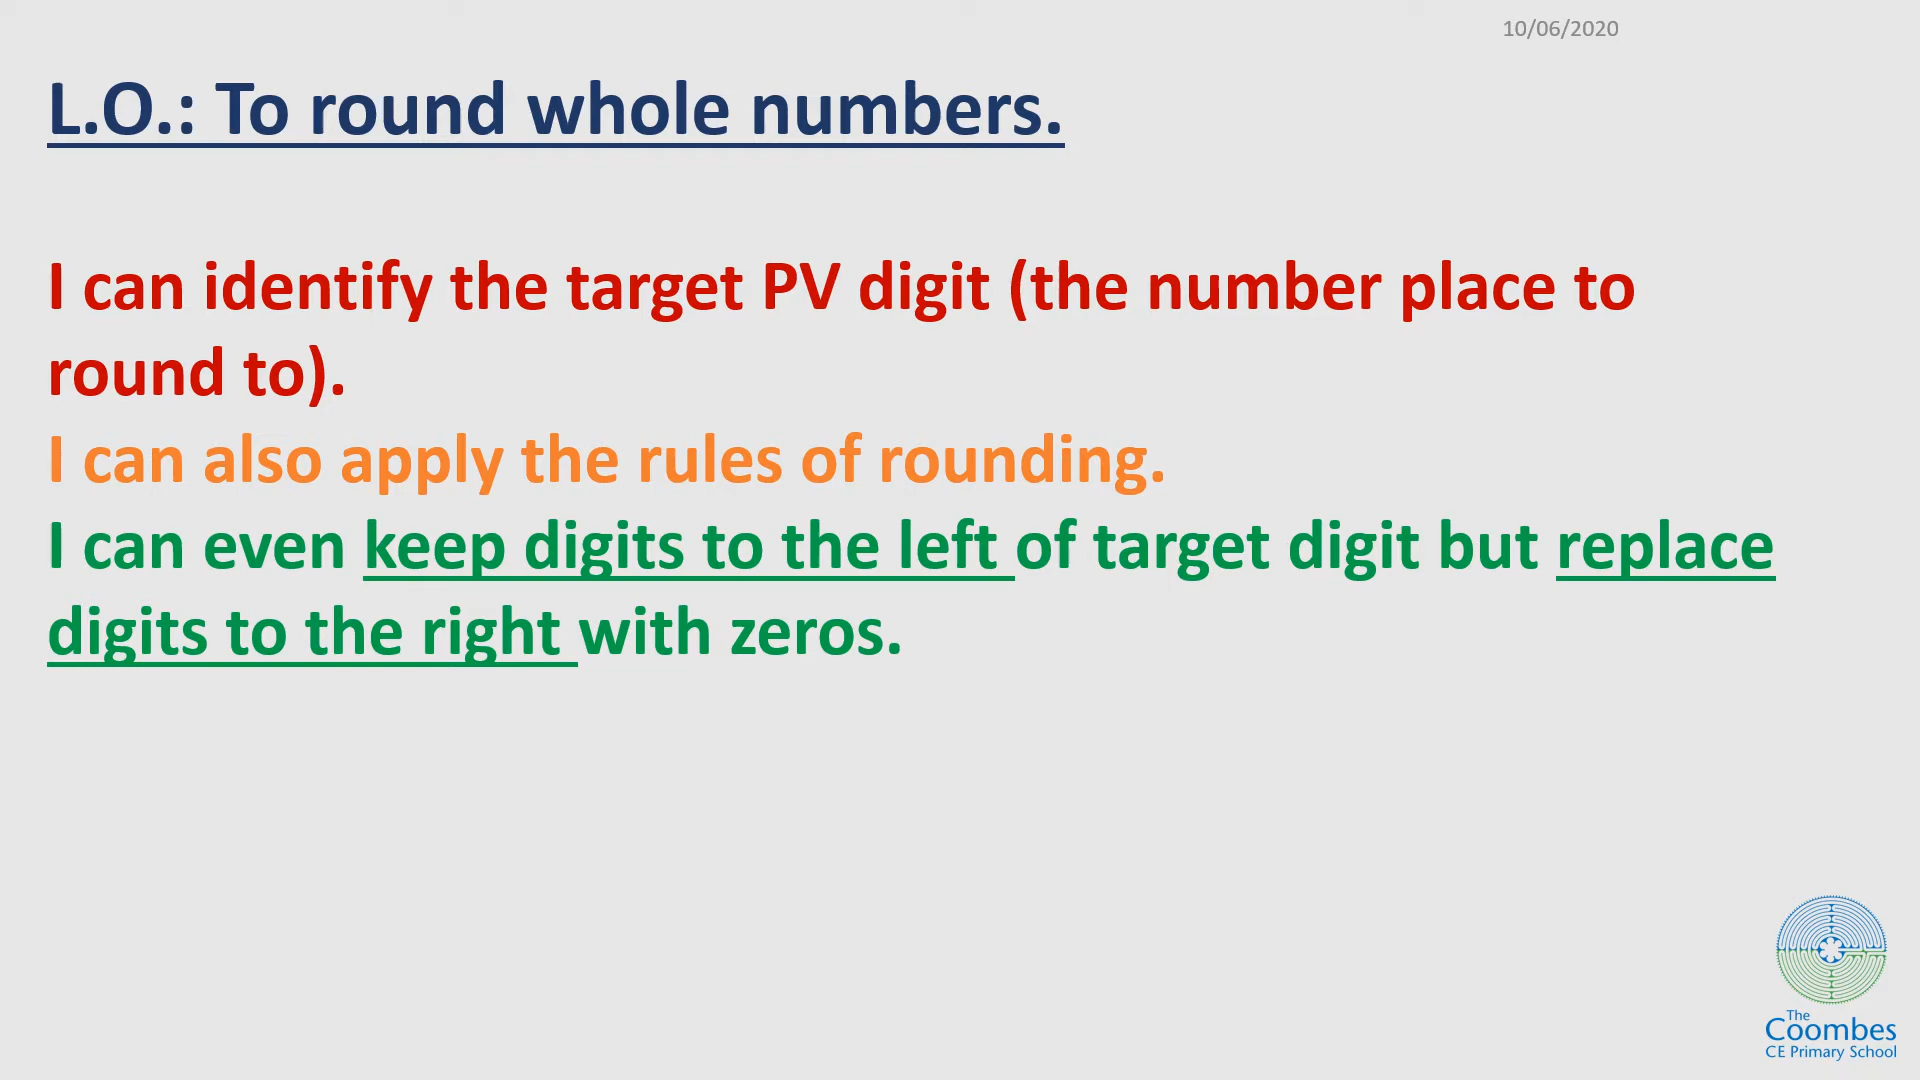 10/06/2020
L.O.: To round whole numbers.
I can identify the target PV digit (the number place to
round to).
I can also apply the rules of rounding.
I can even keep digits to the left of target digit but replace
digits to the right with zeros.
The
Coombes
CE Primary School